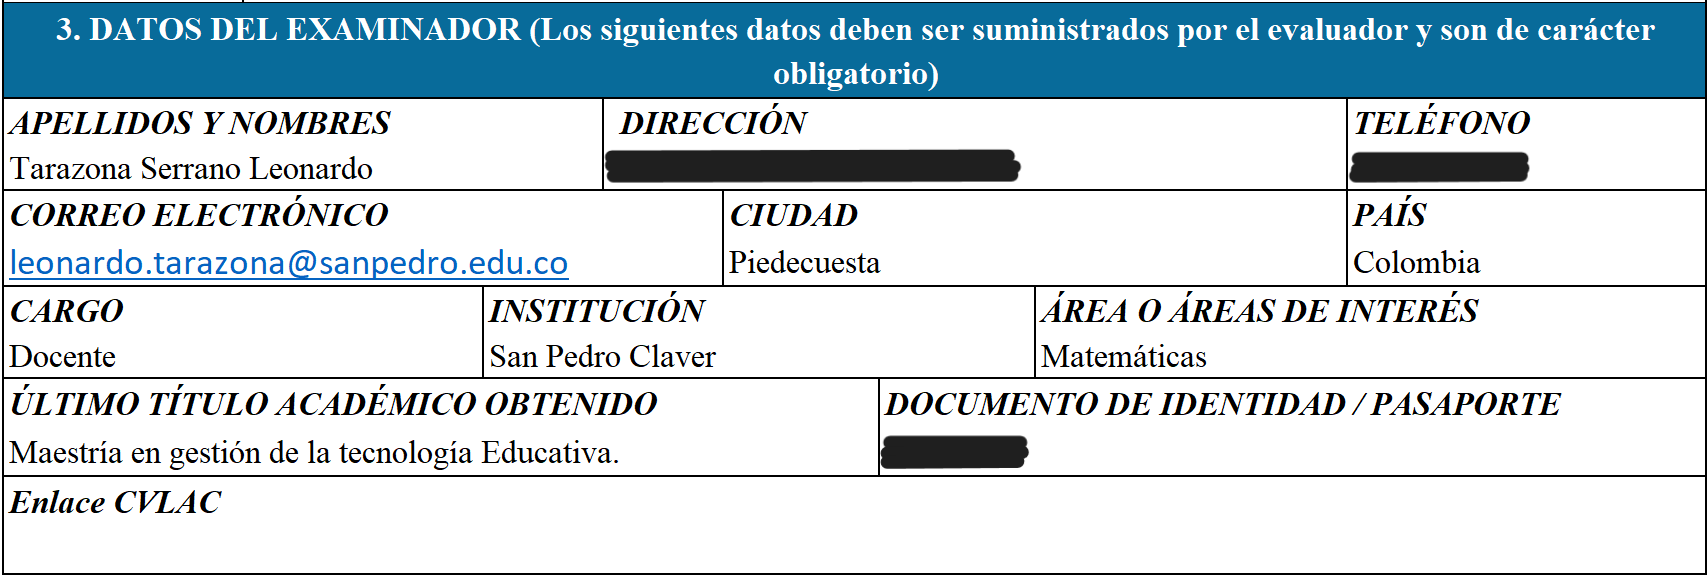 3. DATOS DEL EXAMINADOR (Los siguientes datos deben ser suministrados por el evaluador y son de carácter
obligatorio)
APELLIDOS Y NOMBRES
Tarazona Serrano Leonardo
DIRECCIÓN
TELÉFONO
CORREO ELECTRÓNICO
leonardo.tarazona@sanpedro.edu.co
CIUDAD
Piedecuesta
PAÍS
Colombia
CARGO
Docente
INSTITUCIÓN
San Pedro Claver
ÁREA O ÁREAS DE INTERÉS
Matemáticas
ÚLTIMO TÍTULO ACADÉMICO OBTENIDO
Maestría en gestión de la tecnología Educativa.
DOCUMENTO DE IDENTIDAD / PASAPORTE
Enlace CVLAC